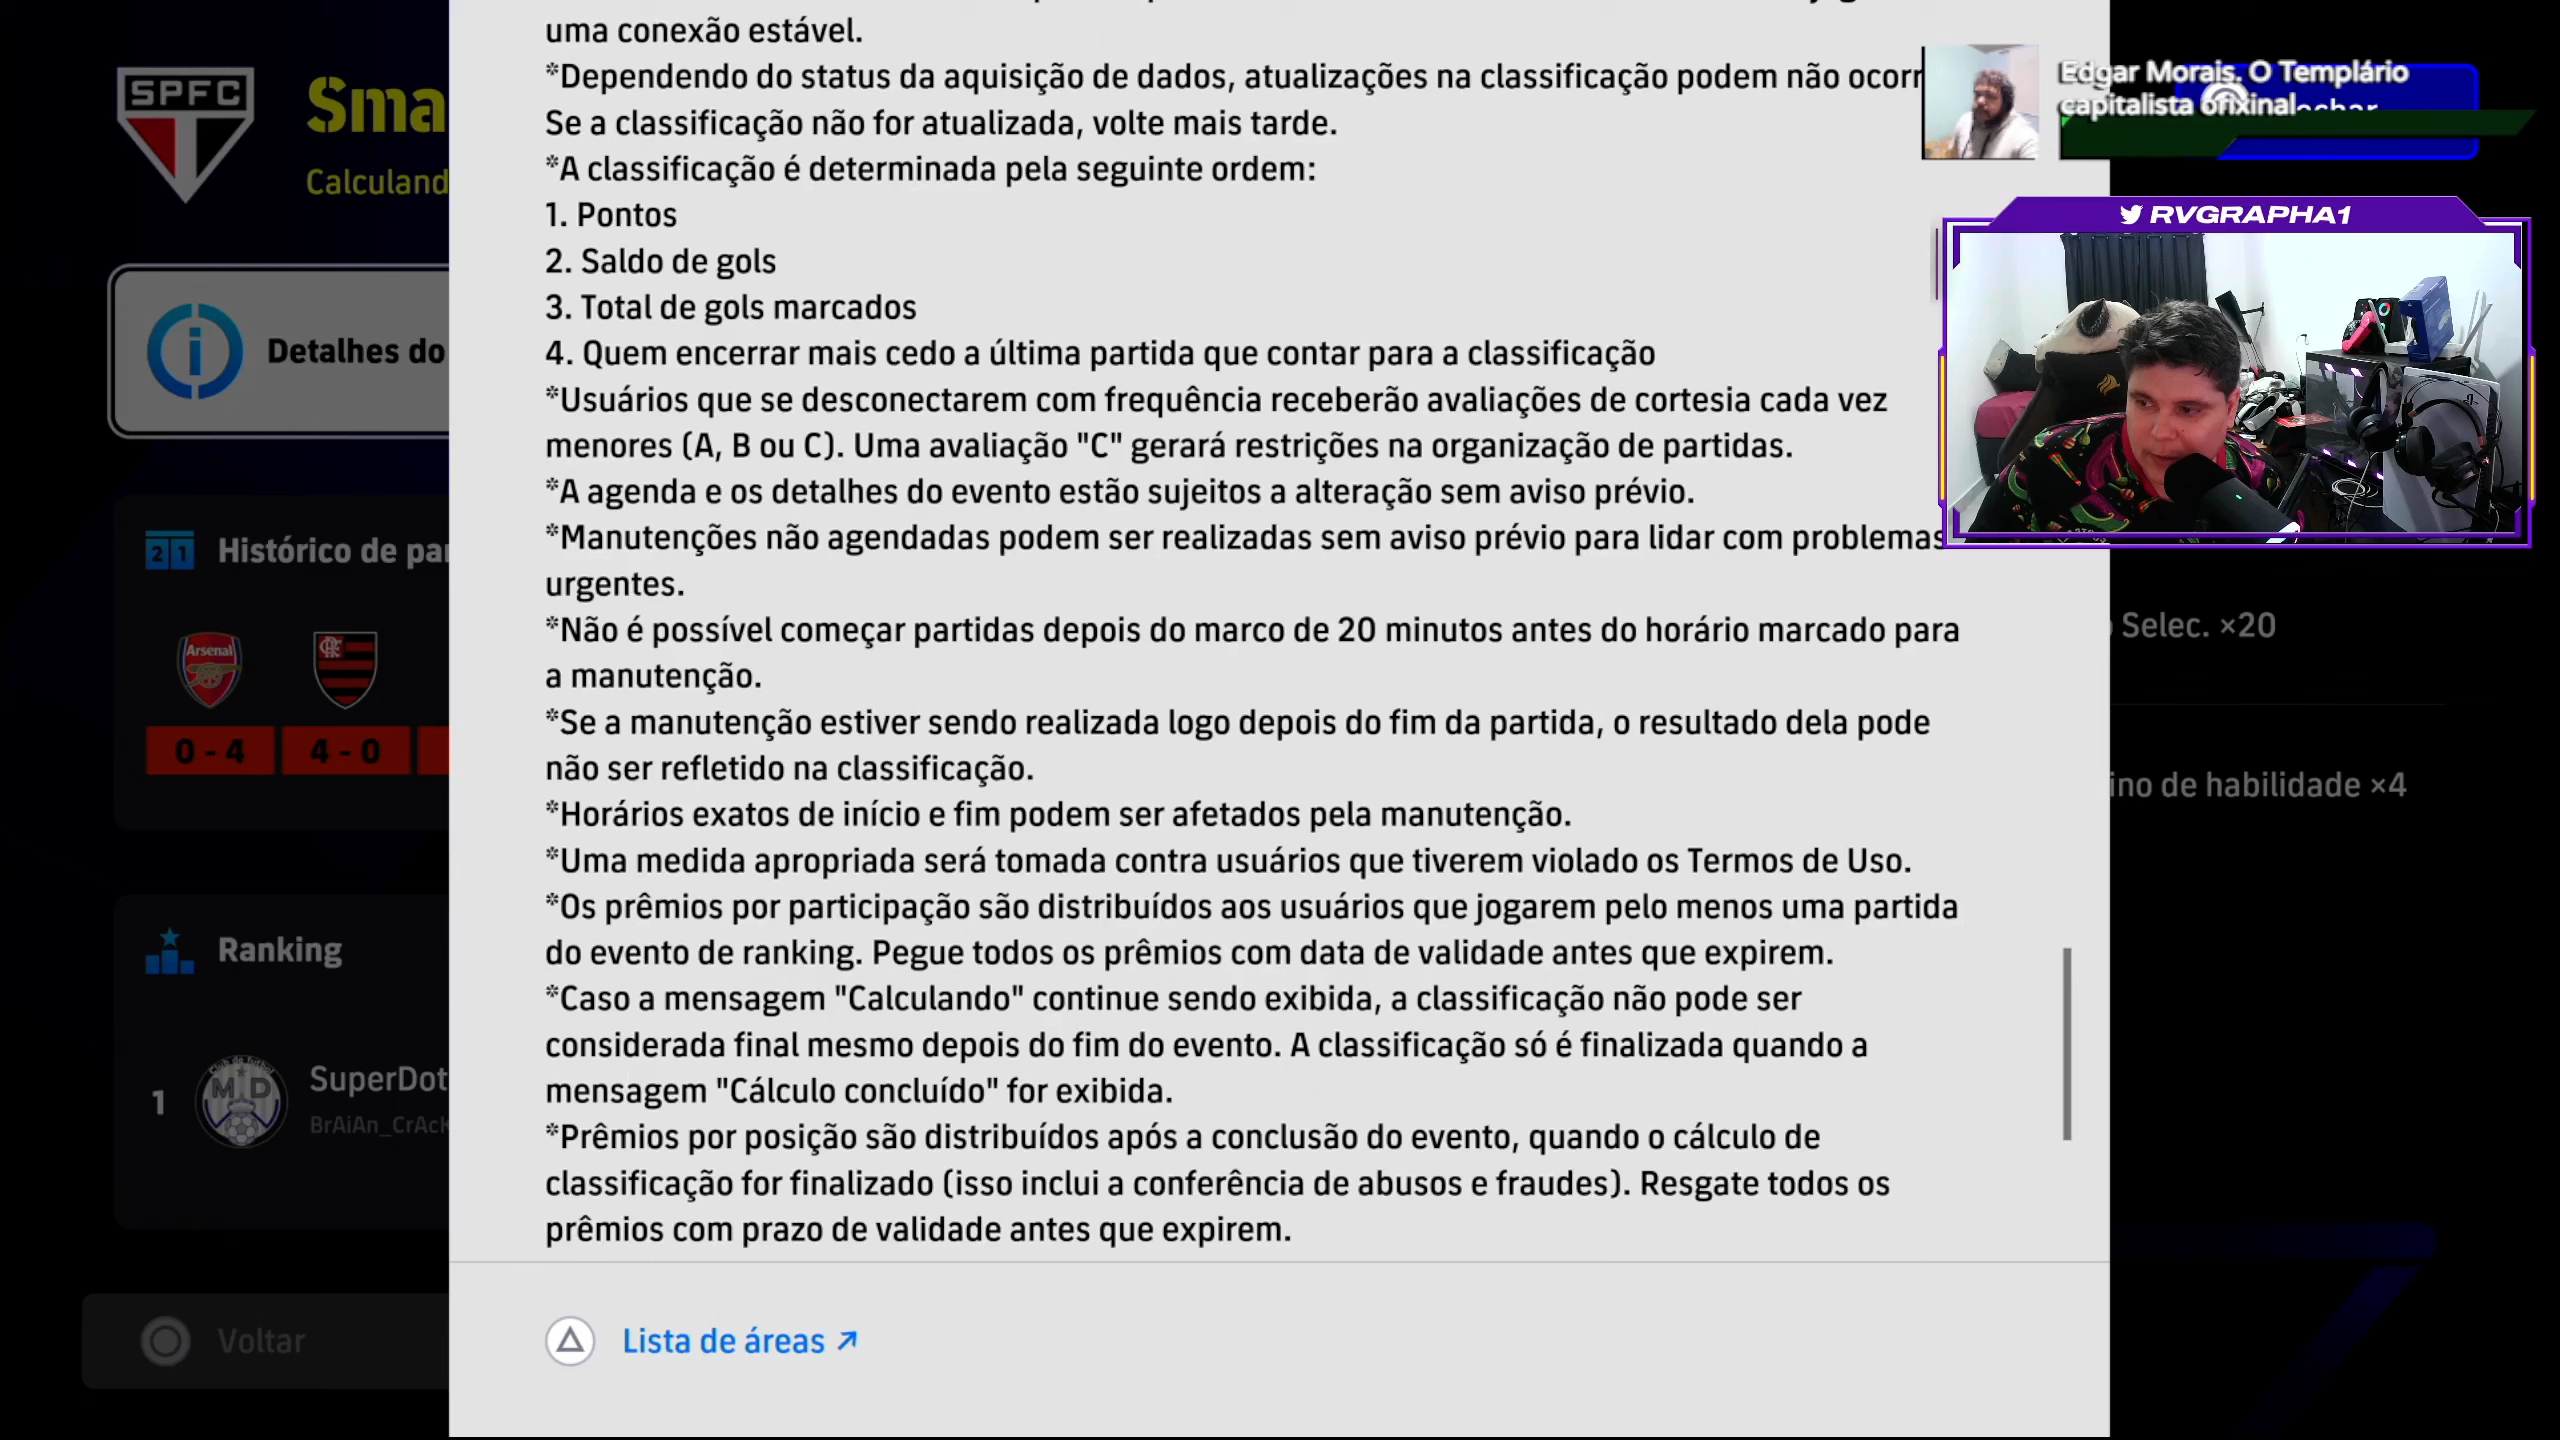 uma conexão estável.
*Dependendo do status da aquisição de dados, atualizações na classificação podem não ocorr
Se a classificação não for atualizada, volte mais tarde.
*A classificação é determinada pela seguinte ordem:
1. Pontos
2. Saldo de gols
3. Total de gols marcados
4. Quem encerrar mais cedo a última partida que contar para a classificação
*Usuários que se desconectarem com frequência receberão avaliações de cortesia cada vez
menores (A, B ou C). Uma avaliação "C" gerará restrições na organização de partidas.
*A agenda e os detalhes do evento estão sujeitos a alteração sem aviso prévio.
*Manutenções não agendadas podem ser realizadas sem aviso prévio para lidar com problemas
urgentes.
*Não é possível começar partidas depois do marco de 20 minutos antes do horário marcado para
a manutenção.
*Se a manutenção estiver sendo realizada logo depois do fim da partida, o resultado dela pode
não ser refletido na classificação.
*Horários exatos de início e fim podem ser afetados pela manutenção.
*Uma medida apropriada será tomada contra usuários que tiverem violado os Termos de Uso.
*Os prêmios por participação são distribuídos aos usuários que jogarem pelo menos uma partida
do evento de ranking. Pegue todos os prêmios com data de validade antes que expirem.
*Caso a mensagem "Calculando" continue sendo exibida, a classificação não pode ser
considerada final mesmo depois do fim do evento. A classificação só é finalizada quando a
mensagem "Cálculo concluído" for exibida.
*Prêmios por posição são distribuídos após a conclusão do evento, quando o cálculo de
classificação for finalizado (isso inclui a conferência de abusos e fraudes). Resgate todos os
prêmios com prazo de validade antes que expirem.
Lista de áreas
SPFC
Sma
Calculand
Detalhes do
21
Histórico de par
Arsenal
0 - 4
4 - 0
Ranking
1
MD
SuperDot
BrAiAn_CrAcK
Voltar
Edgar Morais. O Templário
capitalista ofixinal
RVGRAPHA1
Selec. ×20
ino de habilidade ×4